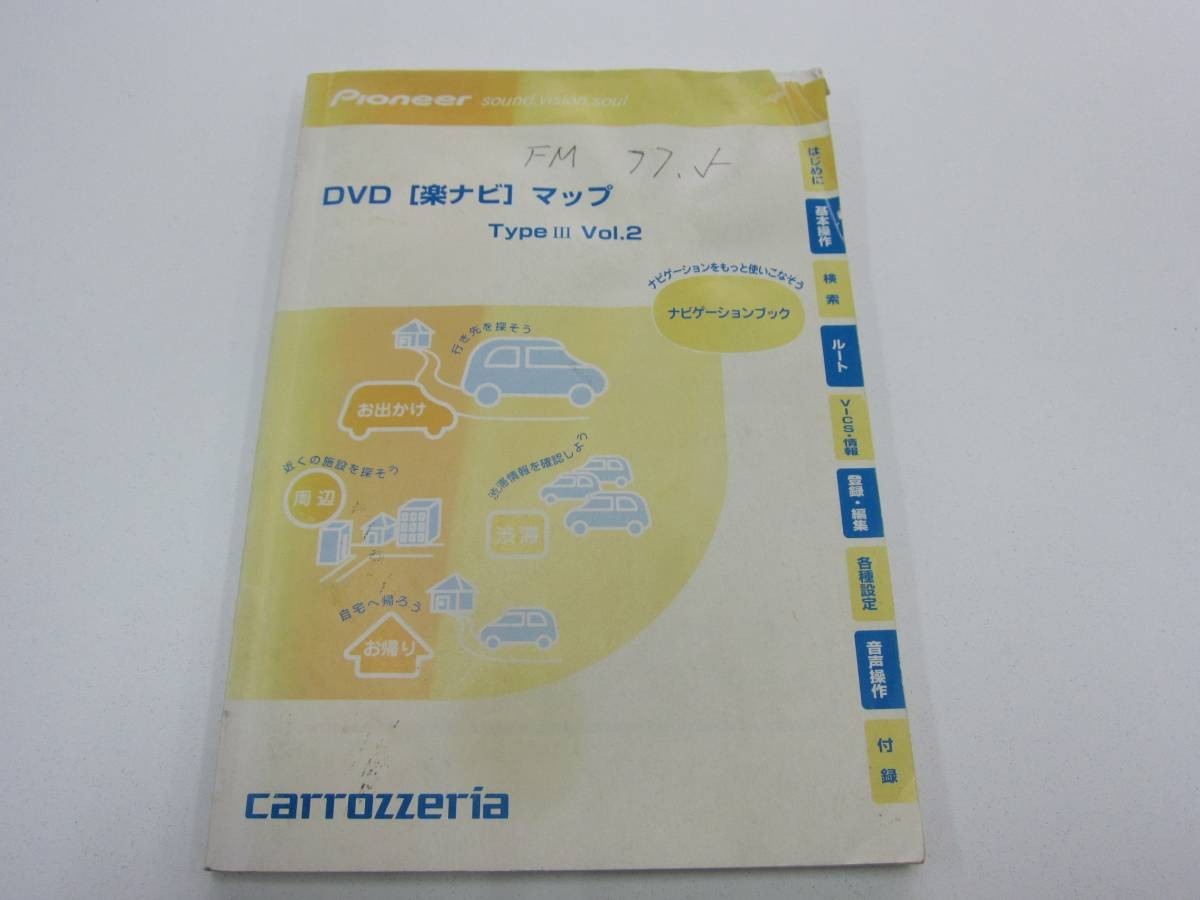 Pioneer sound.vision.soul
FM 77.
DVD [楽ナビ] マップ
Type III Vol.2
ナビゲーションをもっと使いこなそう
ナビゲーションブック
行き先を探そう
お出かけ
近くの施設を探そう
周辺
渋滞情報を確認しよう
渋滞
自宅へ帰ろう
お帰り
carrozzeria
はじめに
基本操作
検索
ルート
VICS・情報
登録・編集
各種設定
音声操作
付録